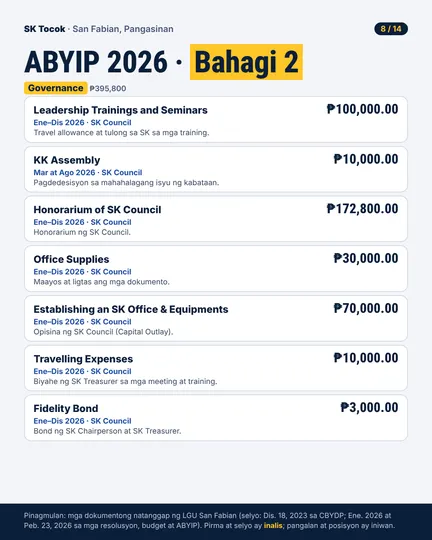 SK Tocok · San Fabian, Pangasinan
8 / 14
ABYIP 2026 · Bahagi 2
Governance ₱395,800
Leadership Trainings and Seminars ₱100,000.00
Ene–Dis 2026 · SK Council
Travel allowance at tulong sa SK sa mga training.
KK Assembly ₱10,000.00
Mar at Ago 2026 · SK Council
Pagdedesisyon sa mahahalagang isyu ng kabataan.
Honorarium of SK Council ₱172,800.00
Ene–Dis 2026 · SK Council
Honorarium ng SK Council.
Office Supplies ₱30,000.00
Ene–Dis 2026 · SK Council
Maayos at ligtas ang mga dokumento.
Establishing an SK Office & Equipments ₱70,000.00
Ene–Dis 2026 · SK Council
Opisina ng SK Council (Capital Outlay).
Travelling Expenses ₱10,000.00
Ene–Dis 2026 · SK Council
Biyahe ng SK Treasurer sa mga meeting at training.
Fidelity Bond ₱3,000.00
Ene–Dis 2026 · SK Council
Bond ng SK Chairperson at SK Treasurer.
Pinagmulan: mga dokumentong natanggap ng LGU San Fabian (selyo: Dis. 18, 2023 sa CBYDP; Ene. 2026 at
Peb. 23, 2026 sa mga resolusyon, budget at ABYIP). Pirma at selyo ay inalis; pangalan at posisyon ay iniwan.